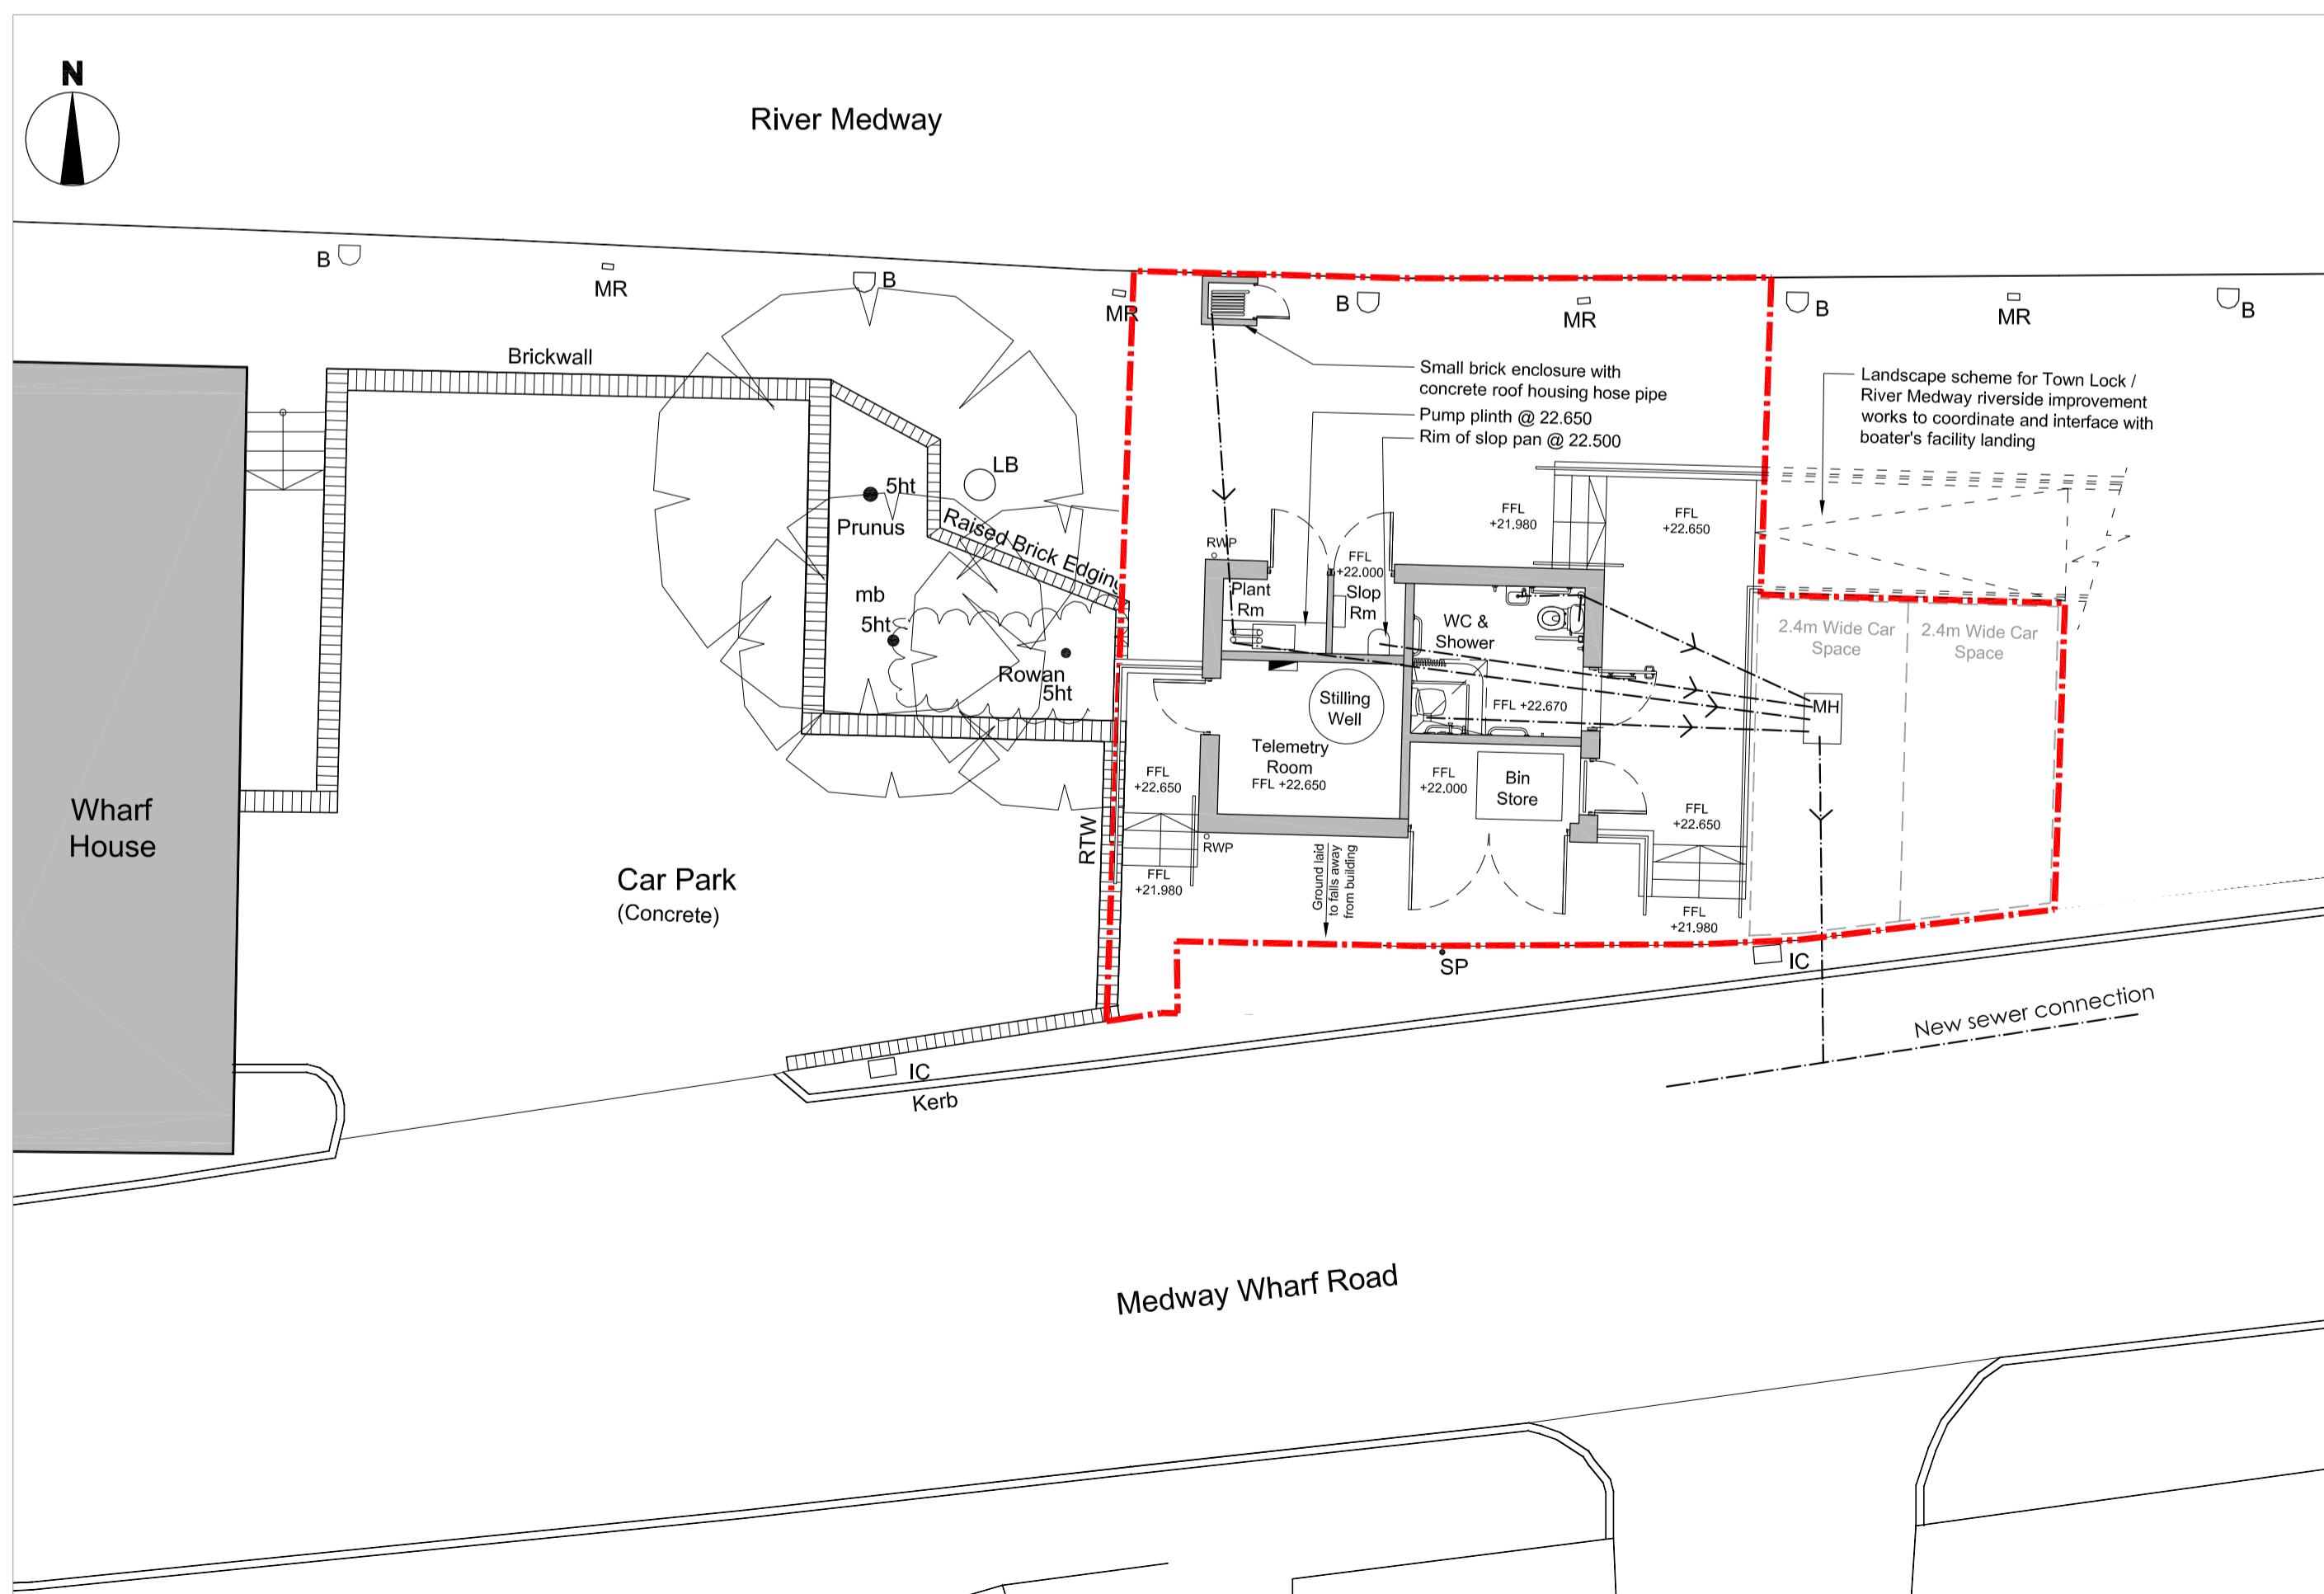 N
River Medway
B
MR
B
MR
B
MR
B
MR
B
Brickwall
Small brick enclosure with
concrete roof housing hose pipe
Pump plinth @ 22.650
Rim of slop pan @ 22.500
Landscape scheme for Town Lock /
River Medway riverside improvement
works to coordinate and interface with
boater's facility landing
LB
5ht
Prunus
Raised Brick Edging
mb
5ht
Rowan
5ht
RWP
Plant
Rm
FFL
+22.000
Slop
Rm
WC &
Shower
FFL
+21.980
FFL
+22.650
2.4m Wide Car
Space
2.4m Wide Car
Space
Stilling
Well
FFL +22.670
MH
Telemetry
Room
FFL +22.650
FFL
+22.650
FFL
+22.000
Bin
Store
FFL
+22.650
Wharf
House
RTW
RWP
FFL
+21.980
Ground laid
to falls away
from building
FFL
+21.980
Car Park
(Concrete)
SP
IC
New sewer connection
IC
Kerb
Medway Wharf Road